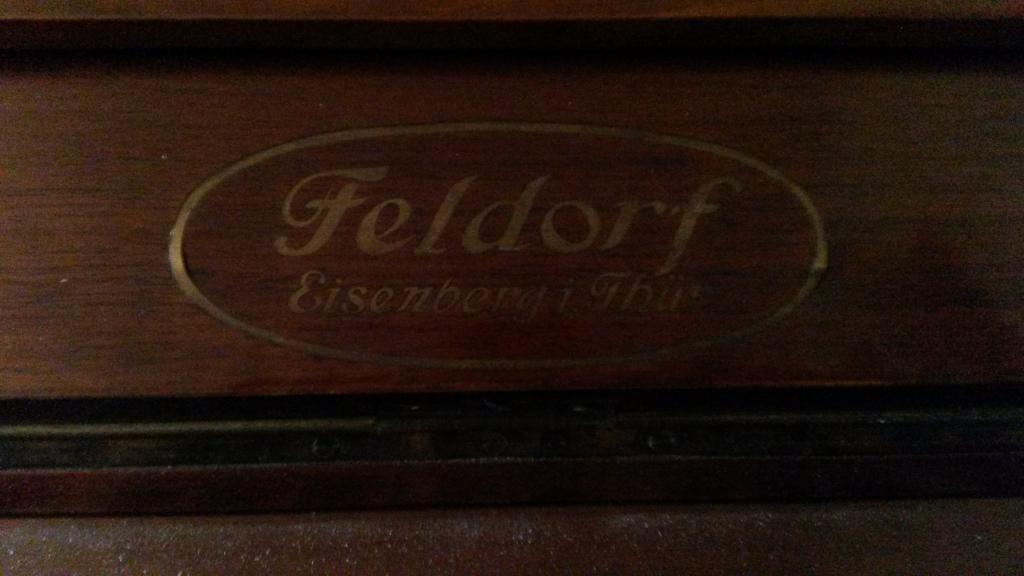 Feldorf
Eisenberg i. Thür